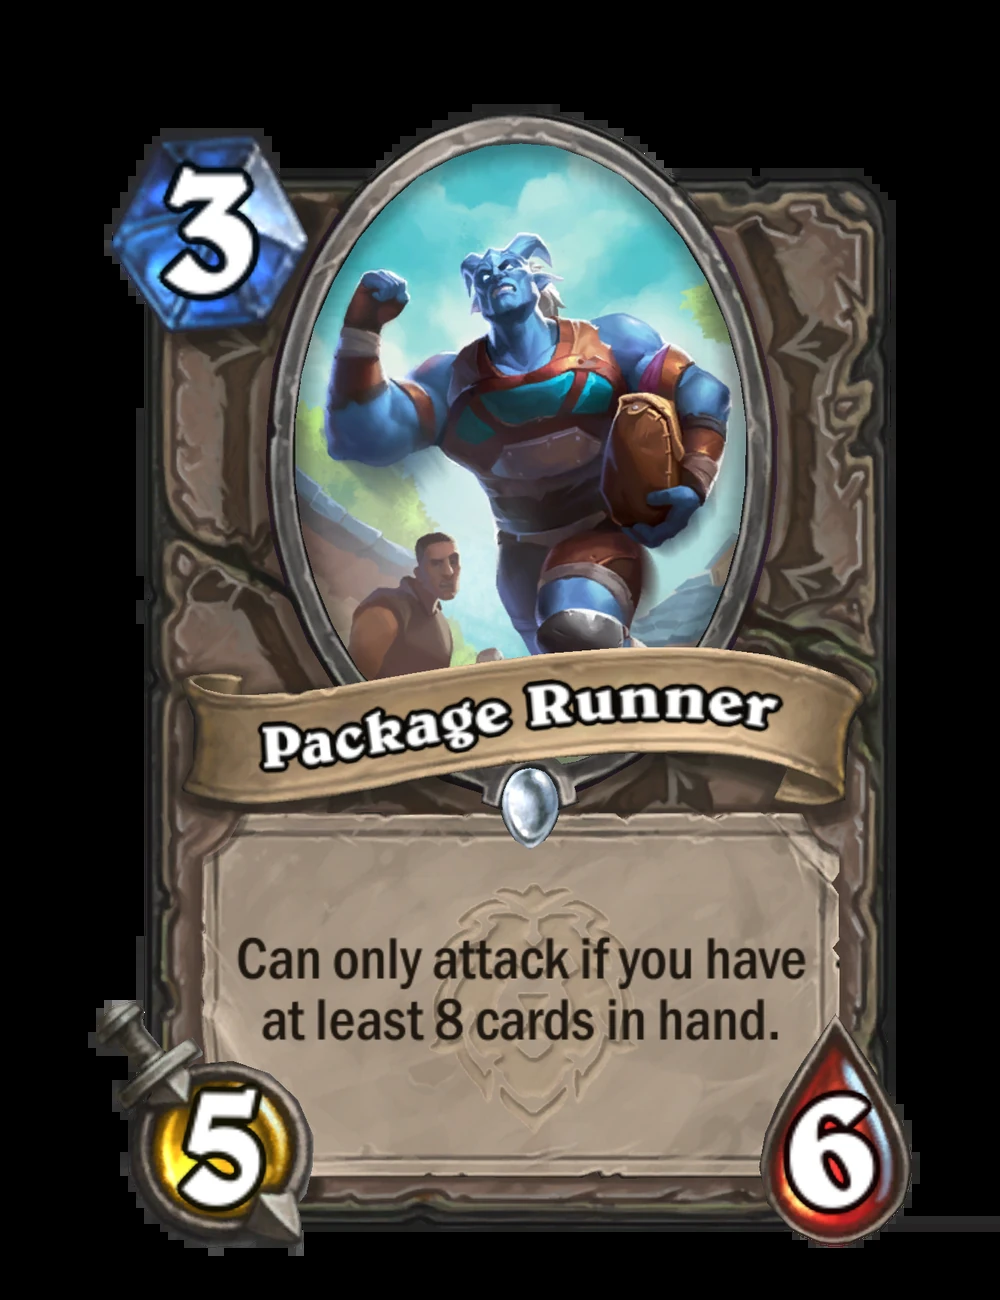 3
Package Runner
Can only attack if you have
at least 8 cards in hand.
5
6